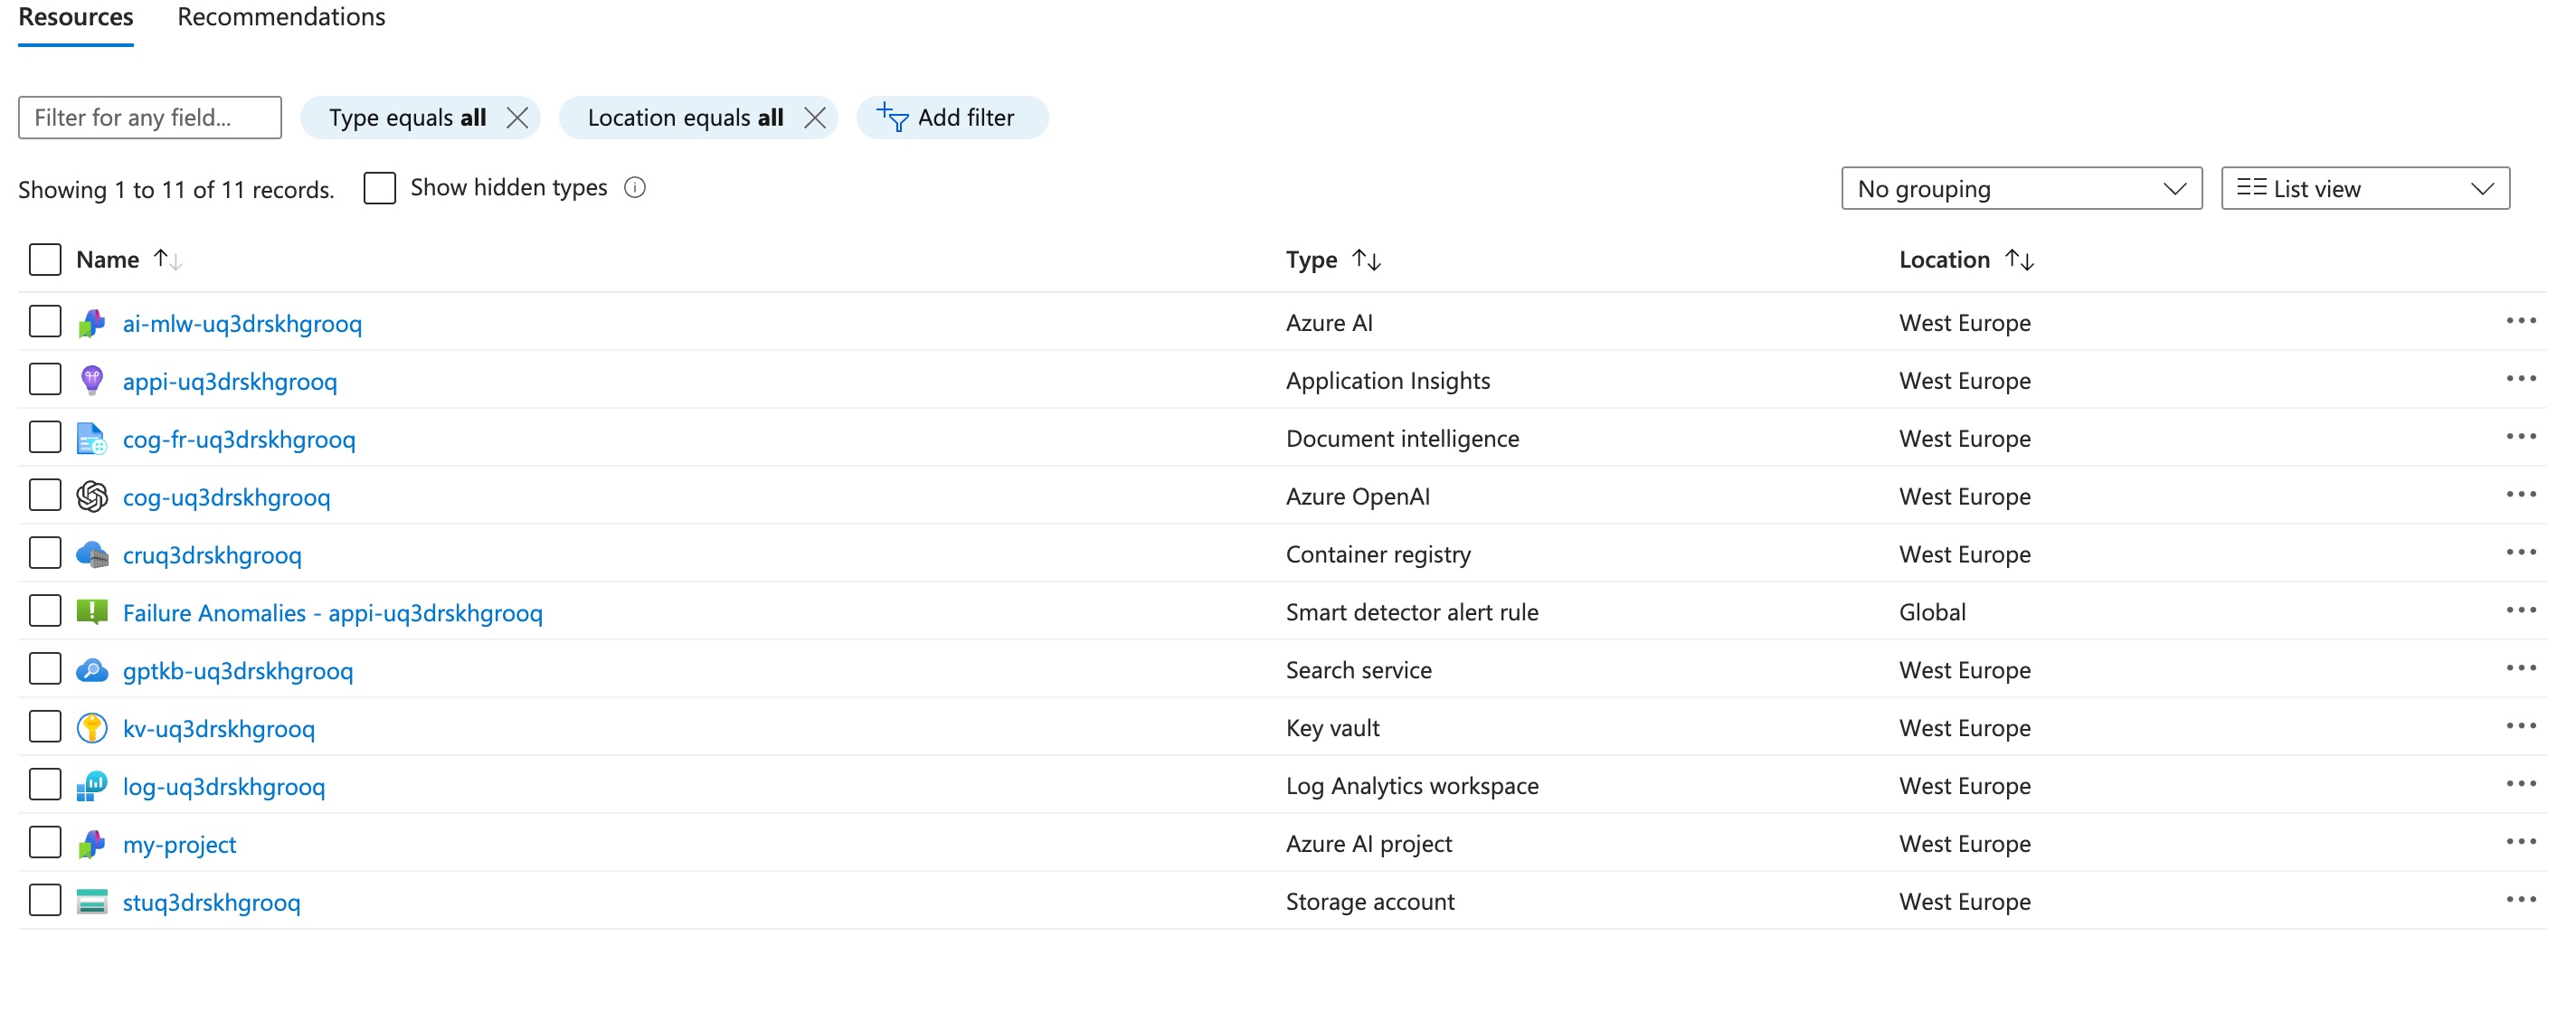 Resources Recommendations
Filter for any field... Type equals all Location equals all Add filter
Showing 1 to 11 of 11 records. Show hidden types No grouping List view
Name Type Location
ai-mlw-uq3drskhgrooq Azure AI West Europe
appi-uq3drskhgrooq Application Insights West Europe
cog-fr-uq3drskhgrooq Document intelligence West Europe
cog-uq3drskhgrooq Azure OpenAI West Europe
cruq3drskhgrooq Container registry West Europe
Failure Anomalies - appi-uq3drskhgrooq Smart detector alert rule Global
gptkb-uq3drskhgrooq Search service West Europe
kv-uq3drskhgrooq Key vault West Europe
log-uq3drskhgrooq Log Analytics workspace West Europe
my-project Azure AI project West Europe
stuq3drskhgrooq Storage account West Europe